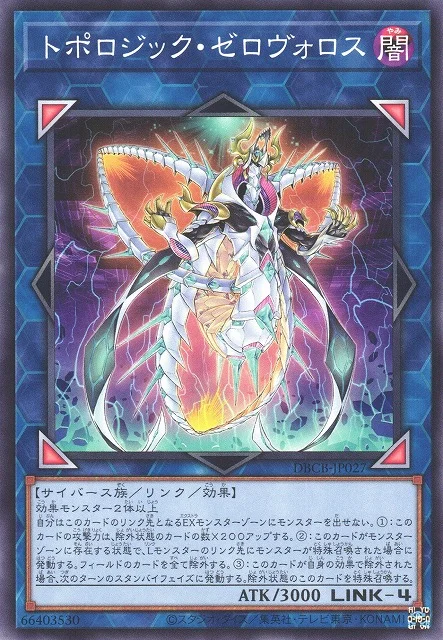 トポロジック・ゼロヴォロス
闇
DBCB-JP027
【サイバース族／リンク／効果】
効果モンスター2体以上
自分はこのカードのリンク先となるEXモンスターゾーンにモンスターを出せない。①：この
カードの攻撃力は、除外状態のカードの数×200アップする。②：このカードがモンスター
ゾーンに存在する状態で、Lモンスターのリンク先にモンスターが特殊召喚された場合に
発動する。フィールドのカードを全て除外する。③：このカードが自身の効果で除外された
場合、次のターンのスタンバイフェイズに発動する。除外状態のこのカードを特殊召喚する。
ATK/3000 LINK-4
66403530
©スタジオ・ダイス／集英社・テレビ東京・KONAMI